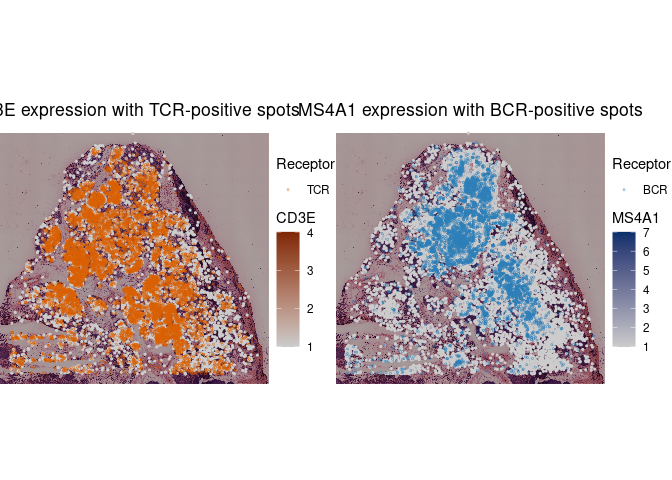 3E expression with TCR-positive spots
MS4A1 expression with BCR-positive spots
Receptor
TCR
CD3E
4
3
2
1
Receptor
BCR
MS4A1
7
6
5
4
3
2
1